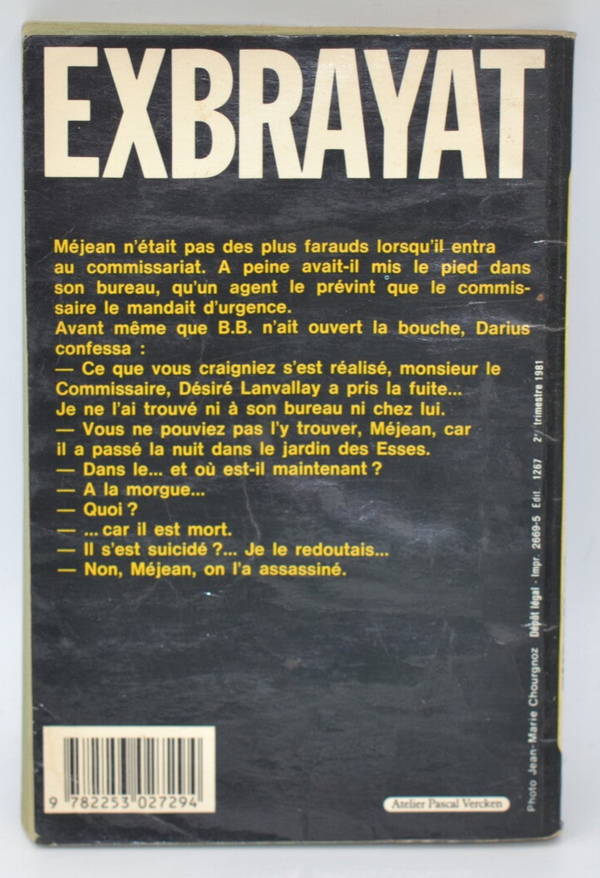 EXBRAYAT
Méjean n'était pas des plus farauds lorsqu'il entra
au commissariat. A peine avait-il mis le pied dans
son bureau, qu'un agent le prévint que le commis-
saire le mandait d'urgence.
Avant même que B.B. n'ait ouvert la bouche, Darius
confessa :
— Ce que vous craigniez s'est réalisé, monsieur le
Commissaire, Désiré Lanvallay a pris la fuite...
Je ne l'ai trouvé ni à son bureau ni chez lui.
— Vous ne pouviez pas l'y trouver, Méjean, car
il a passé la nuit dans le jardin des Esses.
— Dans le... et où est-il maintenant ?
— A la morgue...
— Quoi ?
— ... car il est mort.
— Il s'est suicidé ?... Je le redoutais...
— Non, Méjean, on l'a assassiné.
9 782253 027294
Atelier Pascal Vercken
Photo Jean-Marie Chourgnoz Dépôt légal - Impr. 2669-5 Edit. 1267 2e trimestre 1981